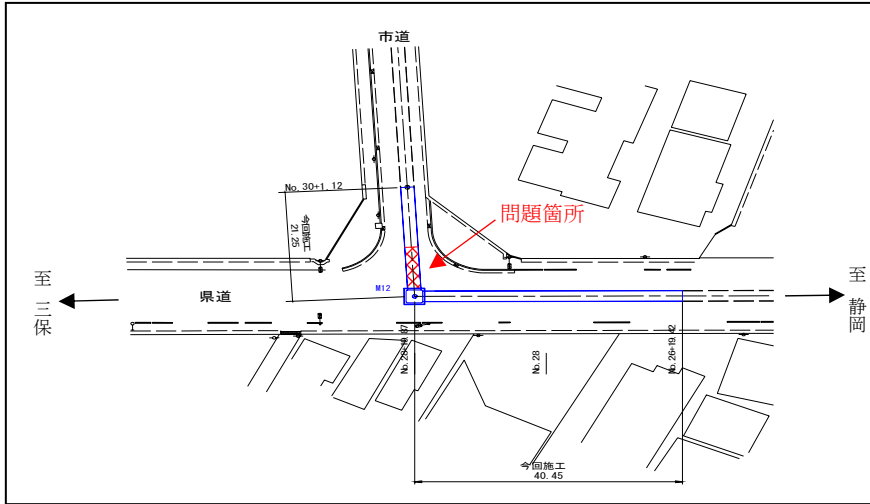 市道
No.30+1.12
今回施工
21.25
問題箇所
至 三保
県道
M12
至 静岡
No.28+19.87
No.28
No.26+19.42
今回施工
40.45